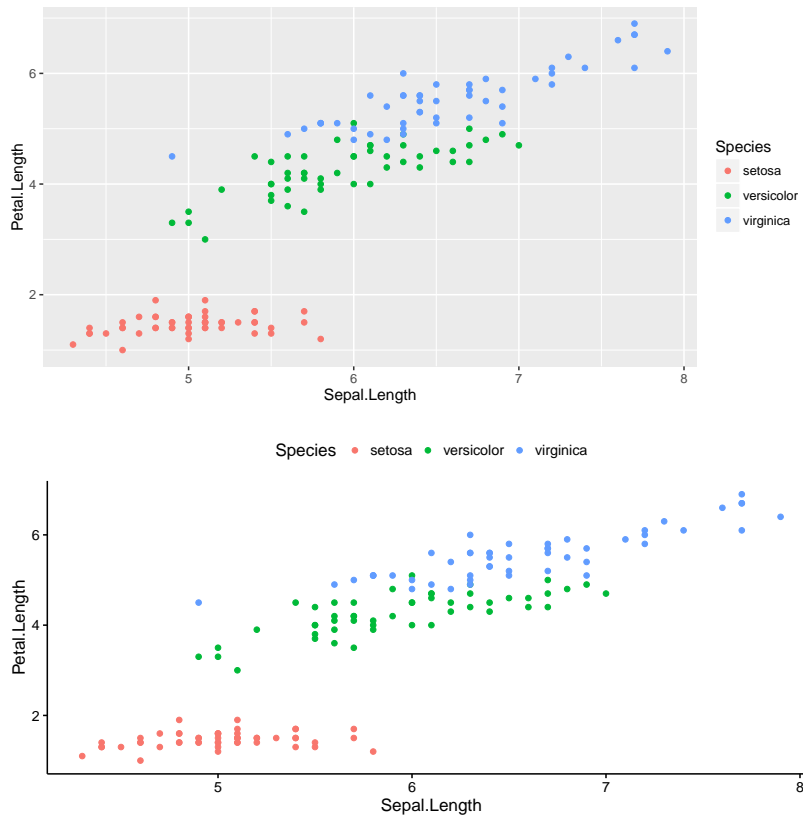 6
4
2
Petal.Length
5 6 7 8
Sepal.Length
Species
setosa
versicolor
virginica
Species setosa versicolor virginica
6
4
2
Petal.Length
5 6 7 8
Sepal.Length